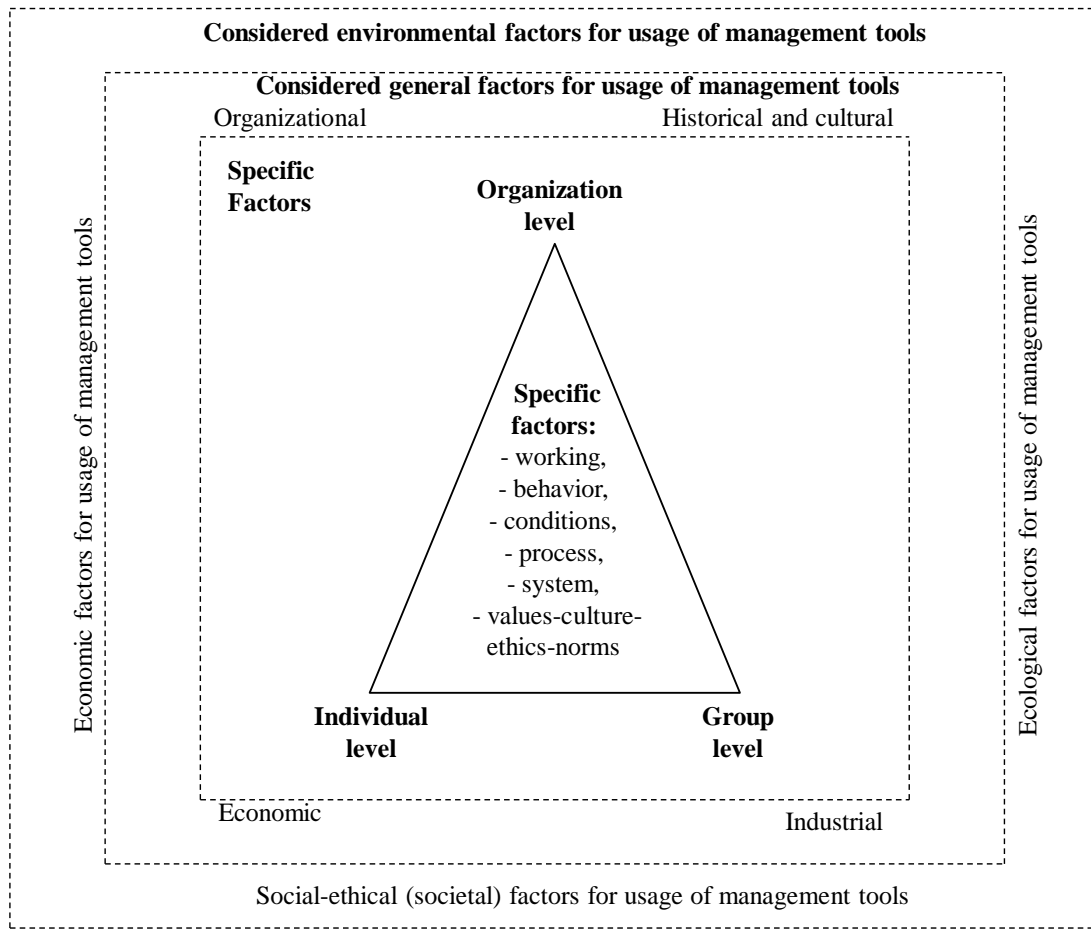 Considered environmental factors for usage of management tools
Considered general factors for usage of management tools
Organizational
Historical and cultural
Specific
Factors
Organization
level
Economic factors for usage of management tools
Ecological factors for usage of management tools
Specific
factors:
- working,
- behavior,
- conditions,
- process,
- system,
- values-culture-
ethics-norms
Individual
level
Group
level
Economic
Industrial
Social-ethical (societal) factors for usage of management tools